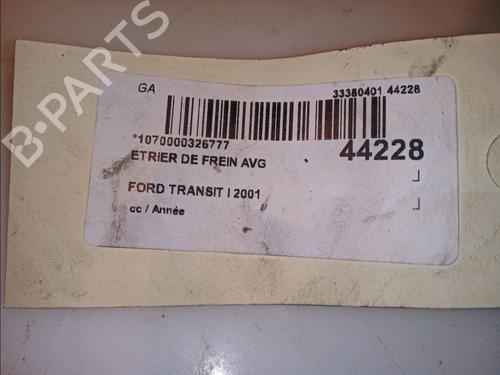 GA
33380401 44228
*1070000326777
ETRIER DE FREIN AVG
44228
FORD TRANSIT I 2001
cc / Année
B-PARTS